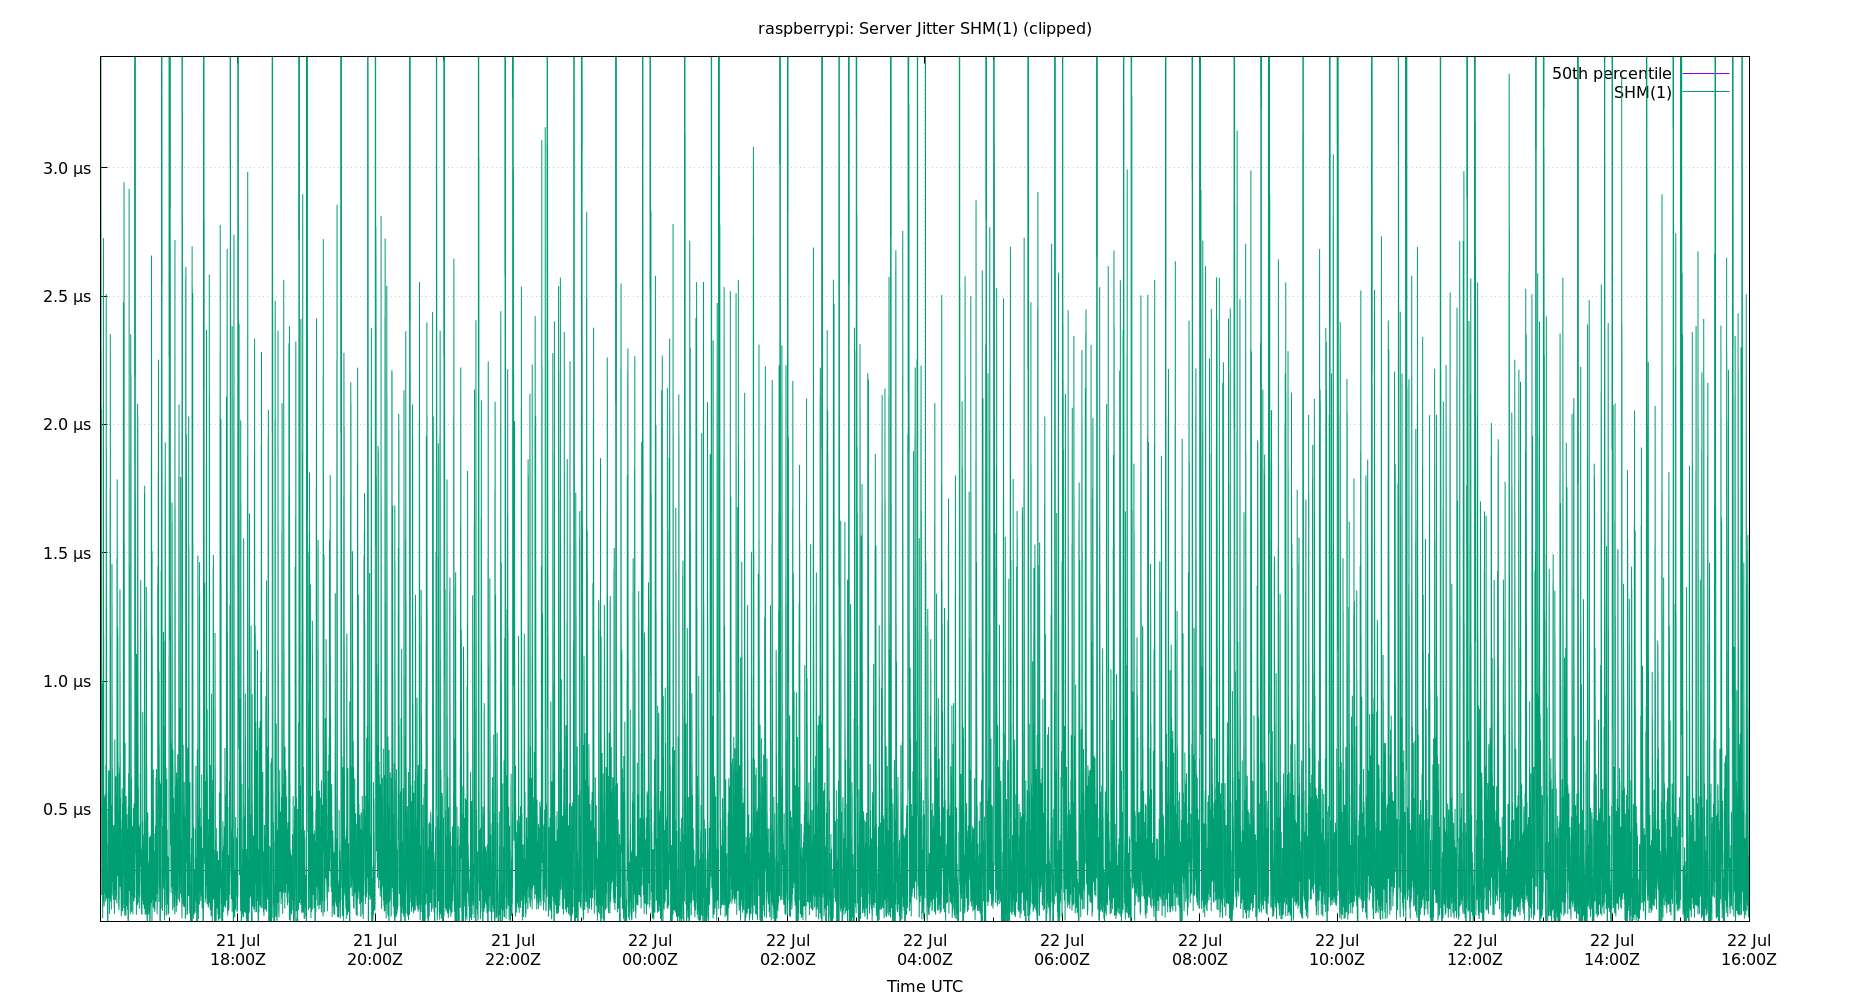 raspberrypi: Server Jitter SHM(1) (clipped)
50th percentile
SHM(1)
3.0 µs
2.5 µs
2.0 µs
1.5 µs
1.0 µs
0.5 µs
21 Jul 21 Jul 21 Jul 22 Jul 22 Jul 22 Jul 22 Jul 22 Jul 22 Jul 22 Jul 22 Jul 22 Jul
18:00Z 20:00Z 22:00Z 00:00Z 02:00Z 04:00Z 06:00Z 08:00Z 10:00Z 12:00Z 14:00Z 16:00Z
Time UTC